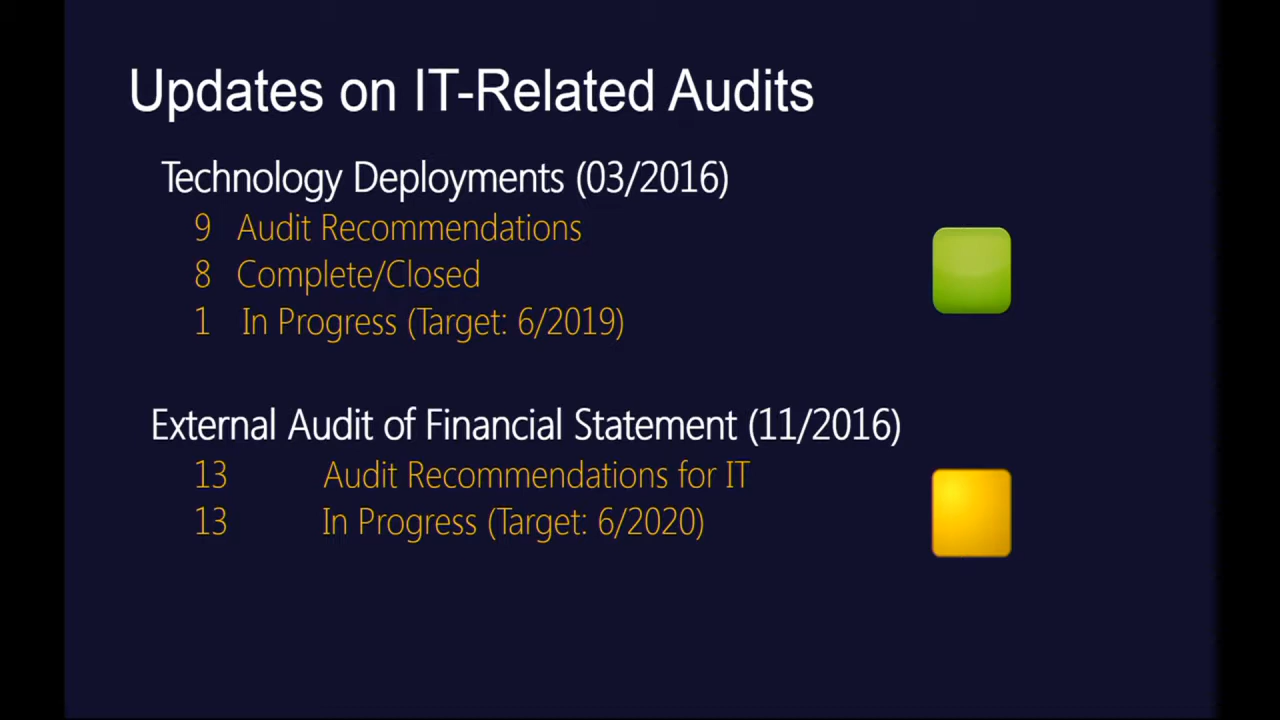 Updates on IT-Related Audits
Technology Deployments (03/2016)
9 Audit Recommendations
8 Complete/Closed
1 In Progress (Target: 6/2019)
External Audit of Financial Statement (11/2016)
13 Audit Recommendations for IT
13 In Progress (Target: 6/2020)